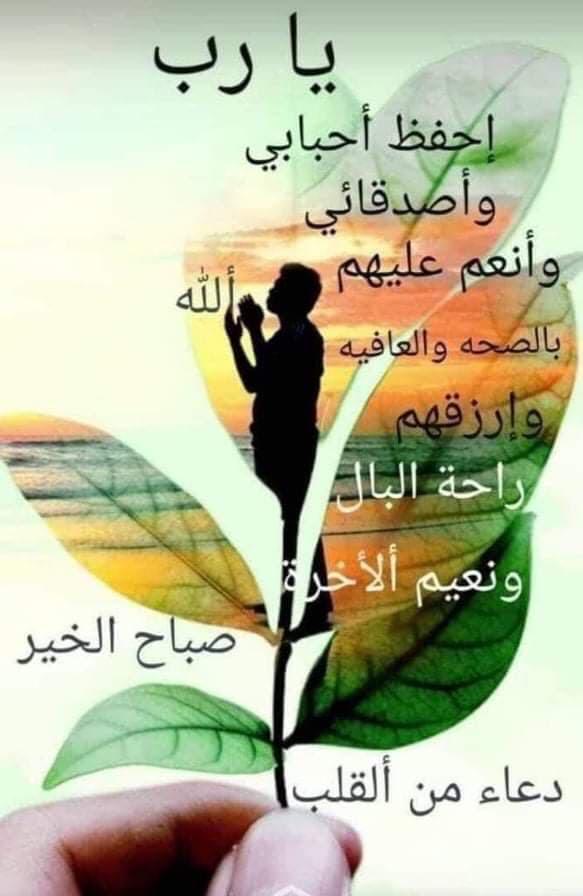 يا رب
إحفظ أحبابي
وأصدقائي
وأنعم عليهم
ألله
بالصحه والعافيه
وإرزقهم
راحة البال
ونعيم ألأخرة
صباح الخير
دعاء من ألقلب